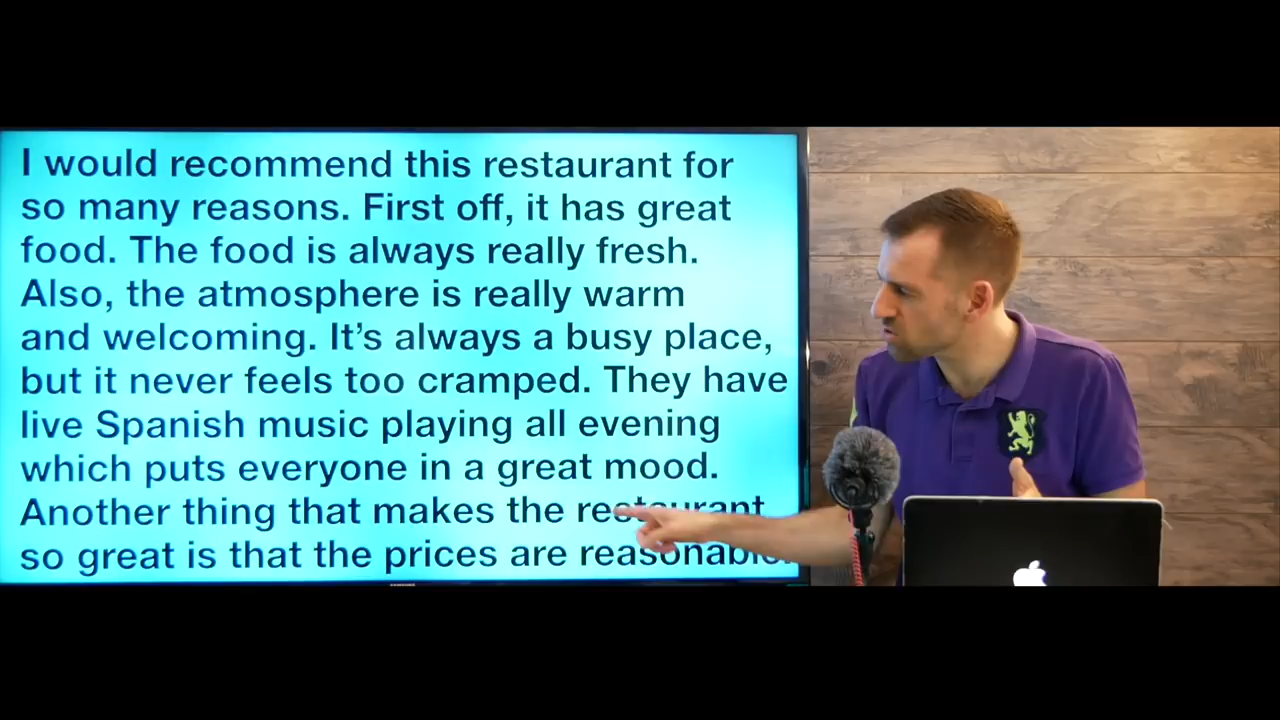 I would recommend this restaurant for
so many reasons. First off, it has great
food. The food is always really fresh.
Also, the atmosphere is really warm
and welcoming. It's always a busy place,
but it never feels too cramped. They have
live Spanish music playing all evening
which puts everyone in a great mood.
Another thing that makes the restaurant
so great is that the prices are reasonable.
SAMSUNG